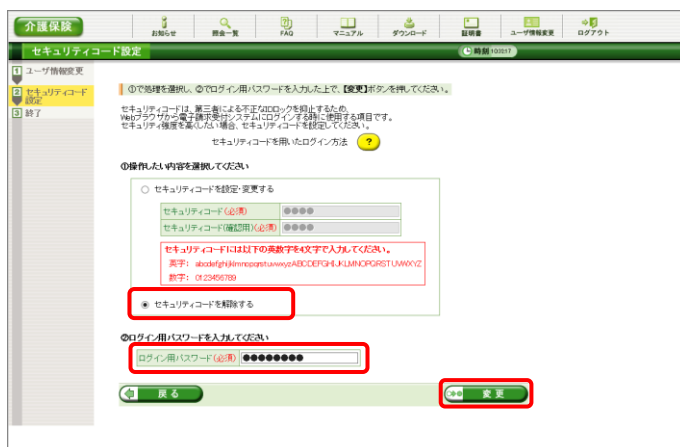 介護保険
お知らせ
照会一覧
FAQ
マニュアル
ダウンロード
証明書
ユーザ情報変更
ログアウト
セキュリティコード設定
時刻
1 ユーザ情報変更
2 セキュリティコード
設定
3 終了
①で処理を選択し、②でログイン用パスワードを入力した上で、【変更】ボタンを押してください。
セキュリティコードは、第三者による不正なIDロックを抑止するため、
Webブラウザから電子請求受付システムにログインする時に使用する項目です。
セキュリティ強度を高くしたい場合、セキュリティコードを設定してください。
セキュリティコードを用いたログイン方法 ?
①操作したい内容を選択してください
セキュリティコードを設定・変更する
セキュリティコード(必須) ●●●●
セキュリティコード(確認用)(必須) ●●●●
セキュリティコードには以下の英数字を4文字で入力してください。
英字: abcdefghijklmnopqrstuvwxyzABCDEFGHIJKLMNOPQRSTUVWXYZ
数字: 0123456789
セキュリティコードを解除する
②ログイン用パスワードを入力してください
ログイン用パスワード(必須) ●●●●●●●●
戻る
変更